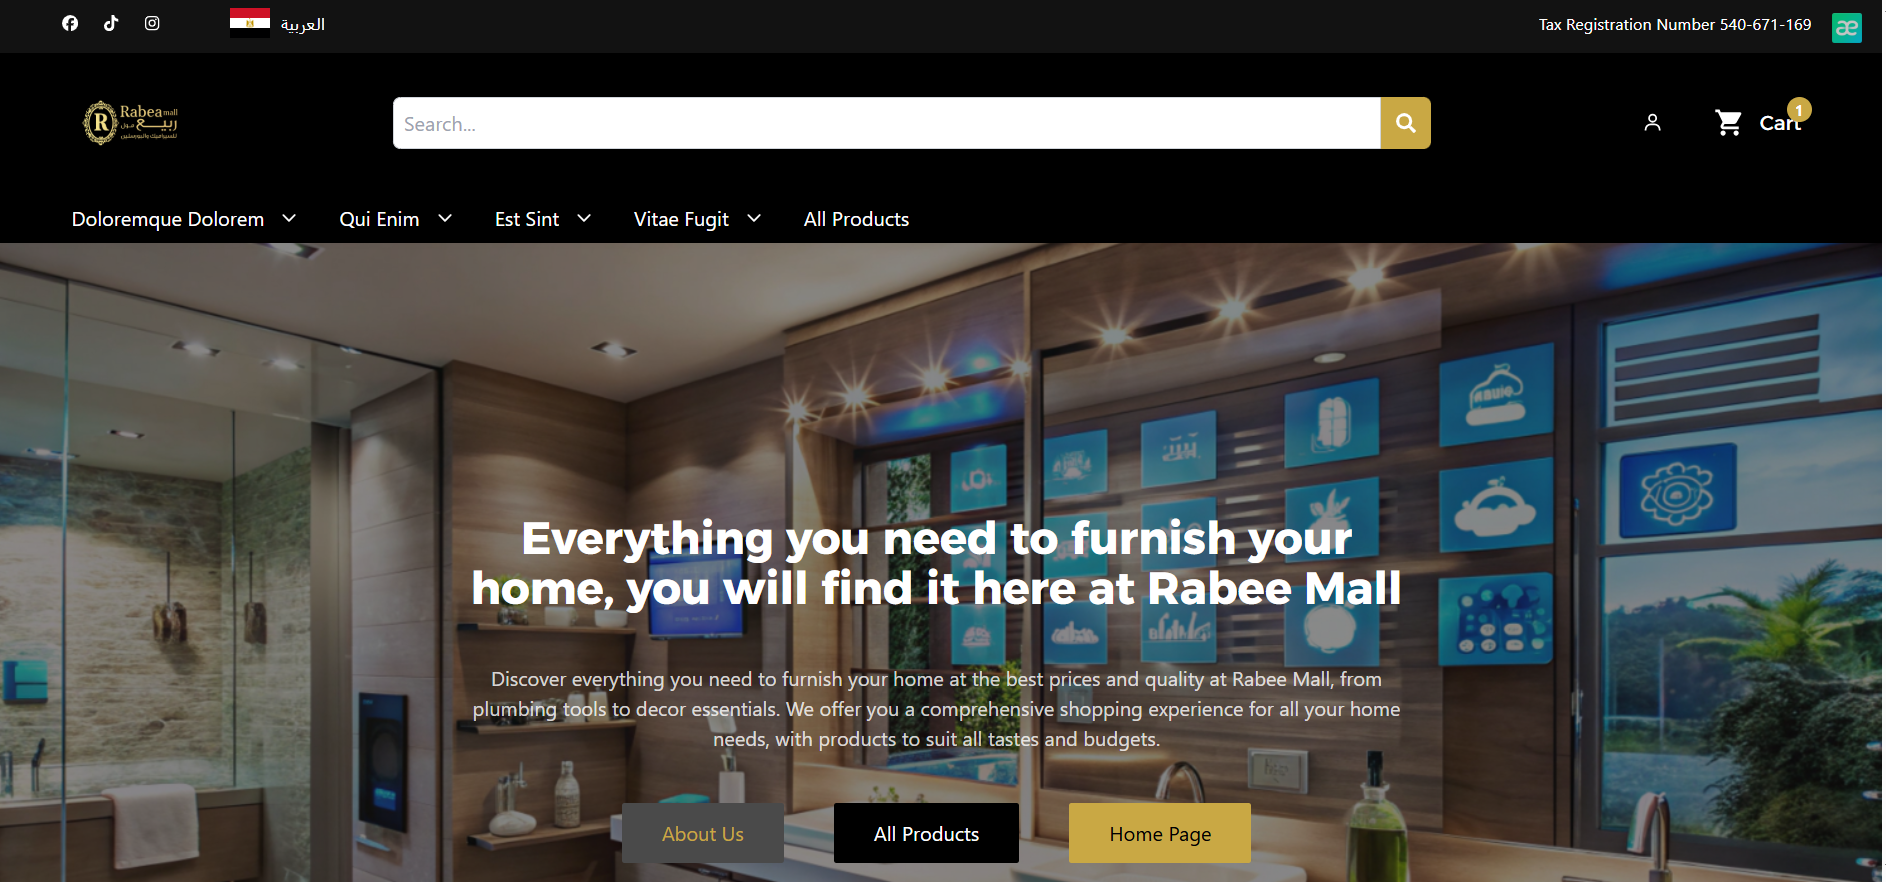 العربية
Tax Registration Number 540-671-169
æ
R
Rabea mall
ربيع مول
للسيراميك والبورسلين
Search...
Cart
1
Doloremque Dolorem
Qui Enim
Est Sint
Vitae Fugit
All Products
Everything you need to furnish your
home, you will find it here at Rabee Mall
Discover everything you need to furnish your home at the best prices and quality at Rabee Mall, from
plumbing tools to decor essentials. We offer you a comprehensive shopping experience for all your home
needs, with products to suit all tastes and budgets.
About Us
All Products
Home Page